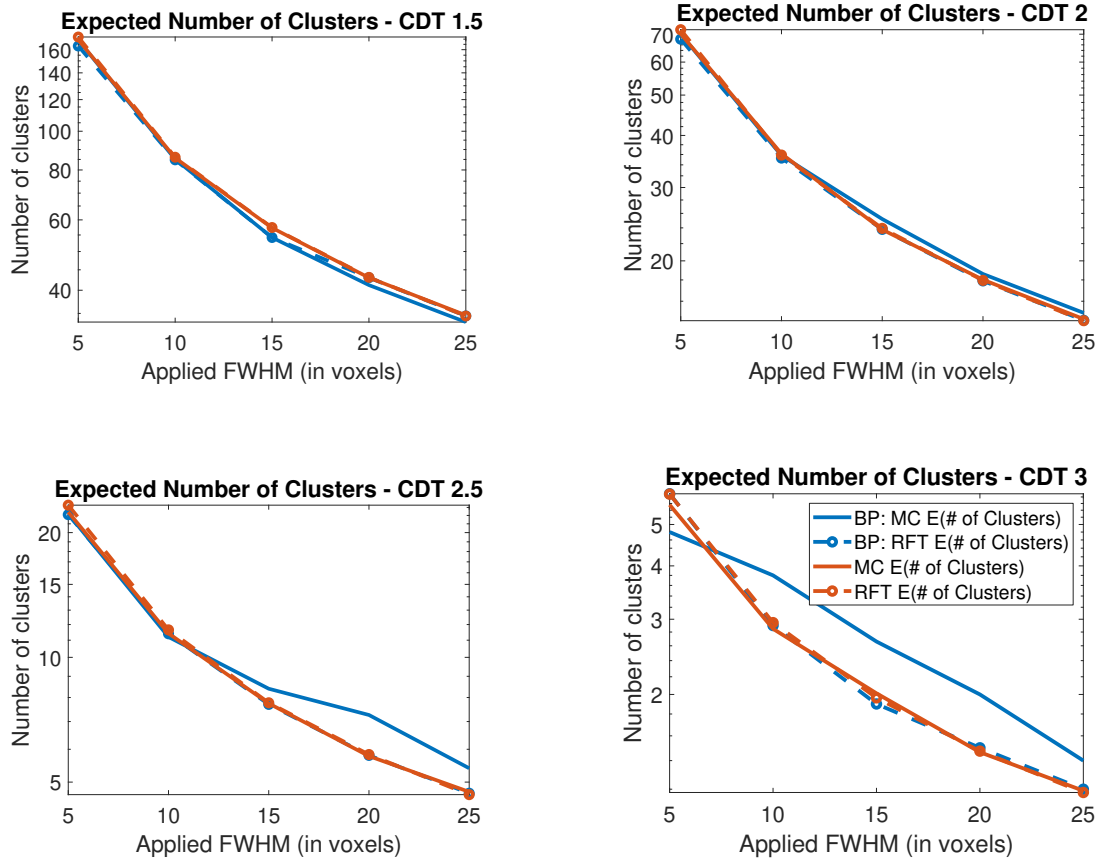 Expected Number of Clusters - CDT 1.5
Number of clusters
160
140
120
100
80
60
40
5 10 15 20 25
Applied FWHM (in voxels)
Expected Number of Clusters - CDT 2
Number of clusters
70
60
50
40
30
20
5 10 15 20 25
Applied FWHM (in voxels)
Expected Number of Clusters - CDT 2.5
Number of clusters
20
15
10
5
5 10 15 20 25
Applied FWHM (in voxels)
Expected Number of Clusters - CDT 3
Number of clusters
5
4
3
2
BP: MC E(# of Clusters)
BP: RFT E(# of Clusters)
MC E(# of Clusters)
RFT E(# of Clusters)
5 10 15 20 25
Applied FWHM (in voxels)